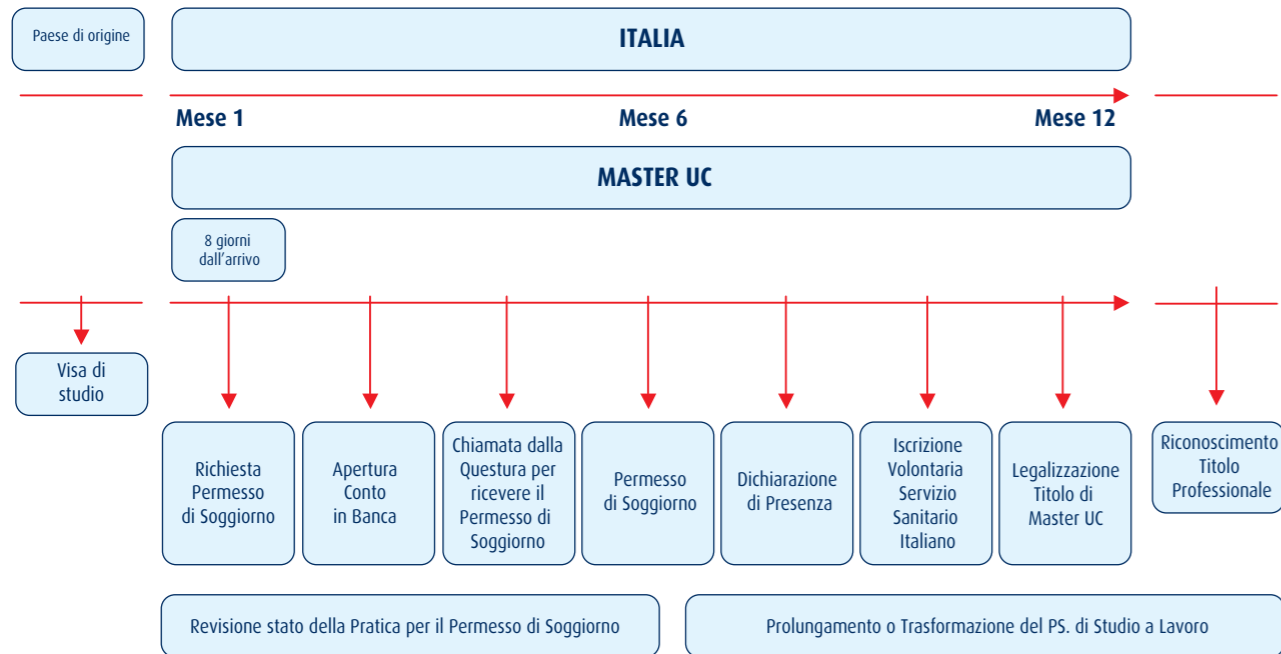 Paese di origine
ITALIA
Mese 1
Mese 6
Mese 12
MASTER UC
8 giorni
dall'arrivo
Visa di
studio
Richiesta
Permesso
di Soggiorno
Apertura
Conto
in Banca
Chiamata dalla
Questura per
ricevere il
Permesso di
Soggiorno
Permesso
di Soggiorno
Dichiarazione
di Presenza
Iscrizione
Volontaria
Servizio
Sanitario
Italiano
Legalizzazione
Titolo di
Master UC
Riconoscimento
Titolo
Professionale
Revisione stato della Pratica per il Permesso di Soggiorno
Prolungamento o Trasformazione del PS. di Studio a Lavoro